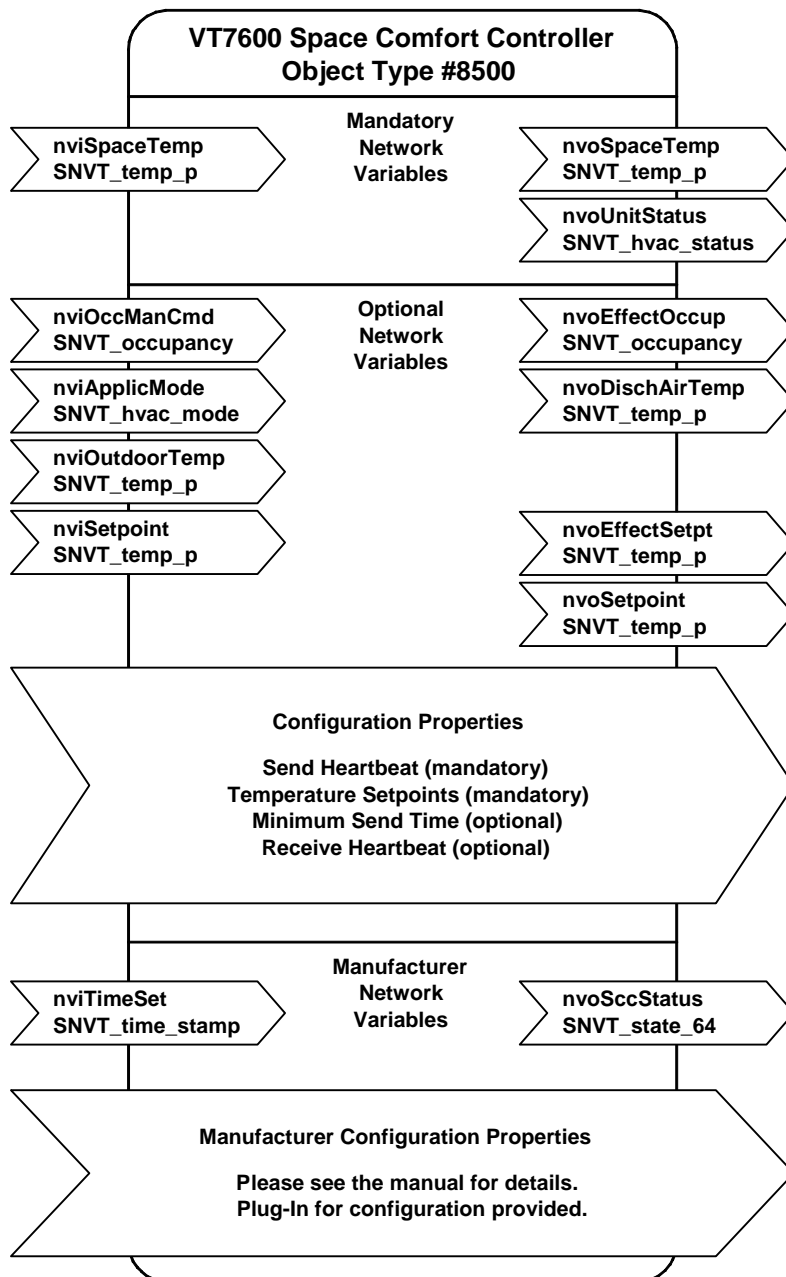 VT7600 Space Comfort Controller
Object Type #8500
Mandatory
Network
Variables
nviSpaceTemp
SNVT_temp_p
nvoSpaceTemp
SNVT_temp_p
nvoUnitStatus
SNVT_hvac_status
Optional
Network
Variables
nviOccManCmd
SNVT_occupancy
nvoEffectOccup
SNVT_occupancy
nviApplicMode
SNVT_hvac_mode
nvoDischAirTemp
SNVT_temp_p
nviOutdoorTemp
SNVT_temp_p
nviSetpoint
SNVT_temp_p
nvoEffectSetpt
SNVT_temp_p
nvoSetpoint
SNVT_temp_p
Configuration Properties
Send Heartbeat (mandatory)
Temperature Setpoints (mandatory)
Minimum Send Time (optional)
Receive Heartbeat (optional)
Manufacturer
Network
Variables
nviTimeSet
SNVT_time_stamp
nvoSccStatus
SNVT_state_64
Manufacturer Configuration Properties
Please see the manual for details.
Plug-In for configuration provided.